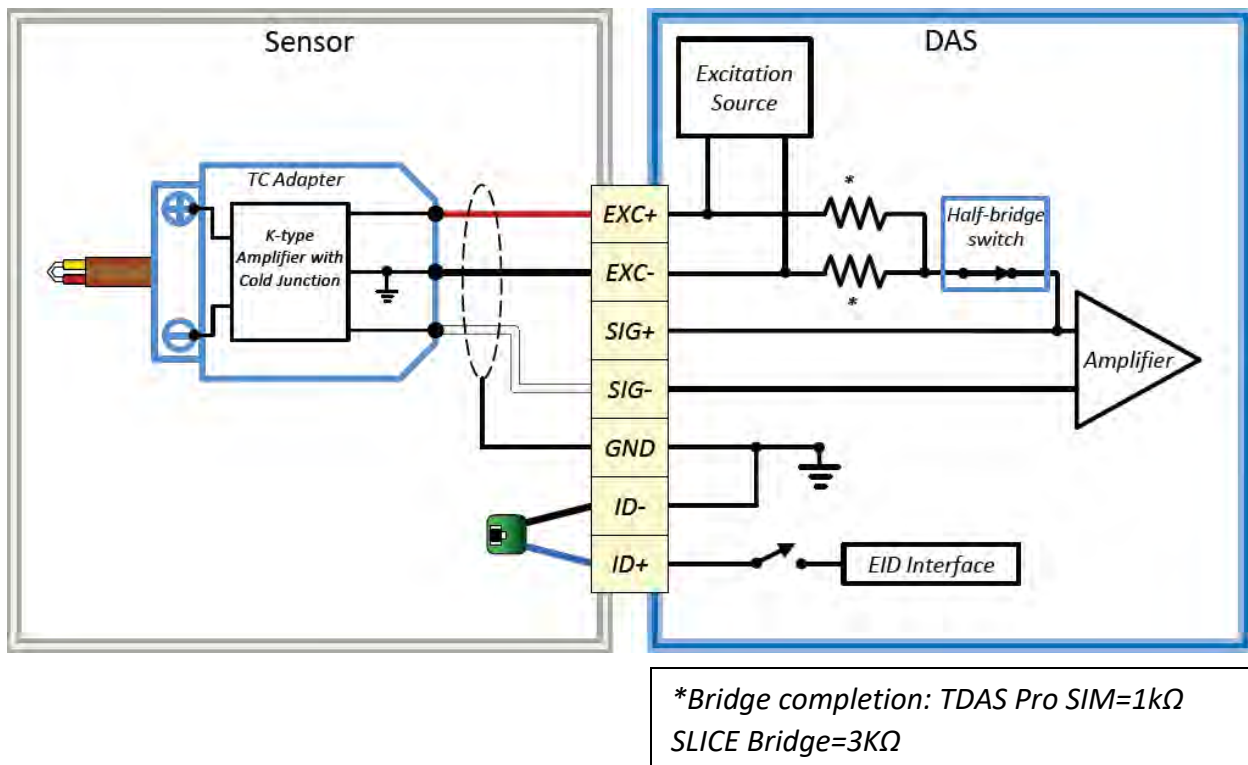 Sensor
DAS
Excitation
Source
TC Adapter
+
K-type
Amplifier with
Cold Junction
-
EXC+
EXC-
SIG+
SIG-
GND
ID-
ID+
*
*
Half-bridge
switch
Amplifier
EID Interface
*Bridge completion: TDAS Pro SIM=1kΩ
SLICE Bridge=3KΩ